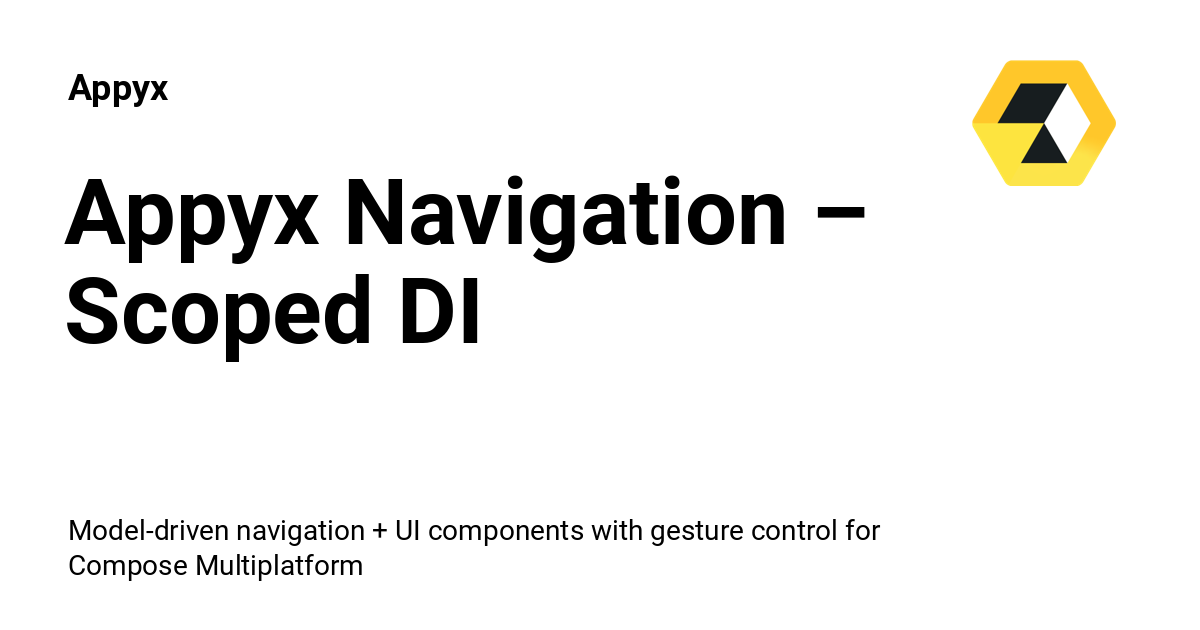 Appyx
Appyx Navigation –
Scoped DI
Model-driven navigation + UI components with gesture control for
Compose Multiplatform